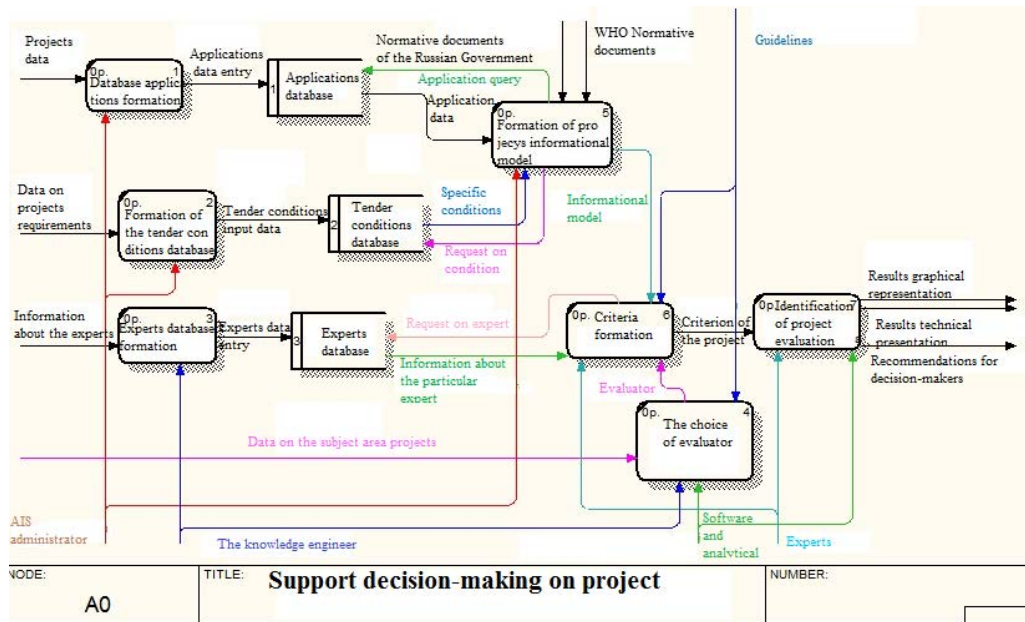 Projects
data
Applications
data entry
Normative documents
of the Russian Government
WHO Normative
documents
Guidelines
0p.
1
Database applic
tions formation
1
Applications
database
Application query
Application
data
0p.
5
Formation of pro
jecys informational
model
Data on
projects
requirements
0p.
2
Formation of
the tender con
ditions database
Tender conditions
input data
2
Tender
conditions
database
Specific
conditions
Request on
condition
Informational
model
Information
about the experts
0p.
3
Experts database
formation
Experts data
entry
3
Experts
database
Request on expert
Information about
the particular
expert
0p.
6
Criteria
formation
Criterion of
the project
0p.
7
Identification
of project
evaluation
Results graphical
representation
Results technical
presentation
Recommendations for
decision-makers
Evaluator
0p.
4
The choice
of evaluator
Data on the subject area projects
AIS
administrator
The knowledge engineer
Software
and
analytical
Experts
NODE:
A0
TITLE:
Support decision-making on project
NUMBER: